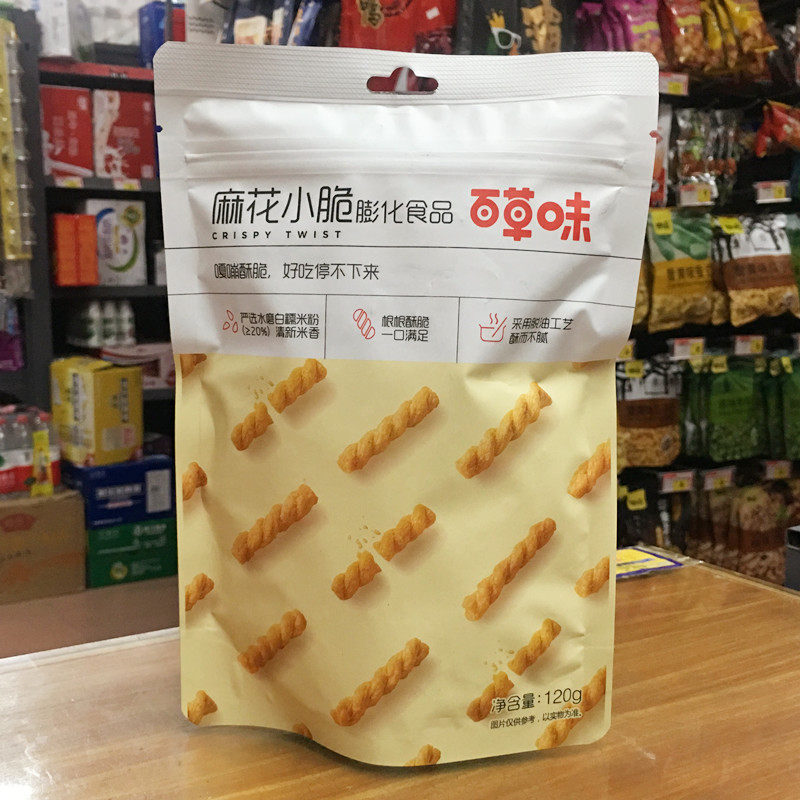 麻花小脆膨化食品 百草味
CRISPY TWIST
嘎嘣酥脆，好吃停不下来
严选水磨白糯米粉
(≥20%) 清新米香
根根酥脆
一口满足
采用脱油工艺
酥而不腻
净含量：120g
图片仅供参考，以实物为准。